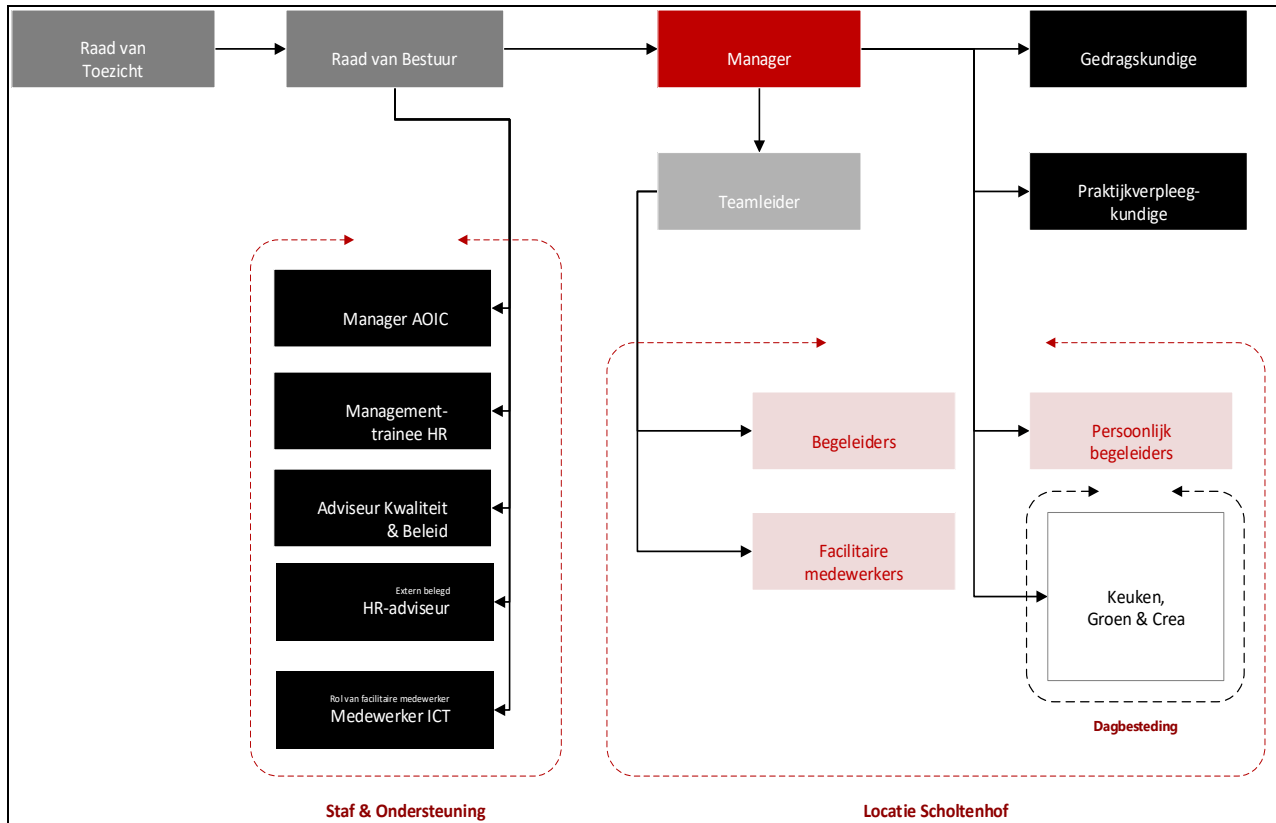 Raad van
Toezicht
Raad van Bestuur
Manager
Gedragskundige
Teamleider
Praktijkverpleeg-
kundige
Manager AOIC
Management-
trainee HR
Adviseur Kwaliteit
& Beleid
Extern belegd
HR-adviseur
Rol van facilitaire medewerker
Medewerker ICT
Staf & Ondersteuning
Begeleiders
Persoonlijk
begeleiders
Facilitaire
medewerkers
Keuken,
Groen & Crea
Dagbesteding
Locatie Scholtenhof